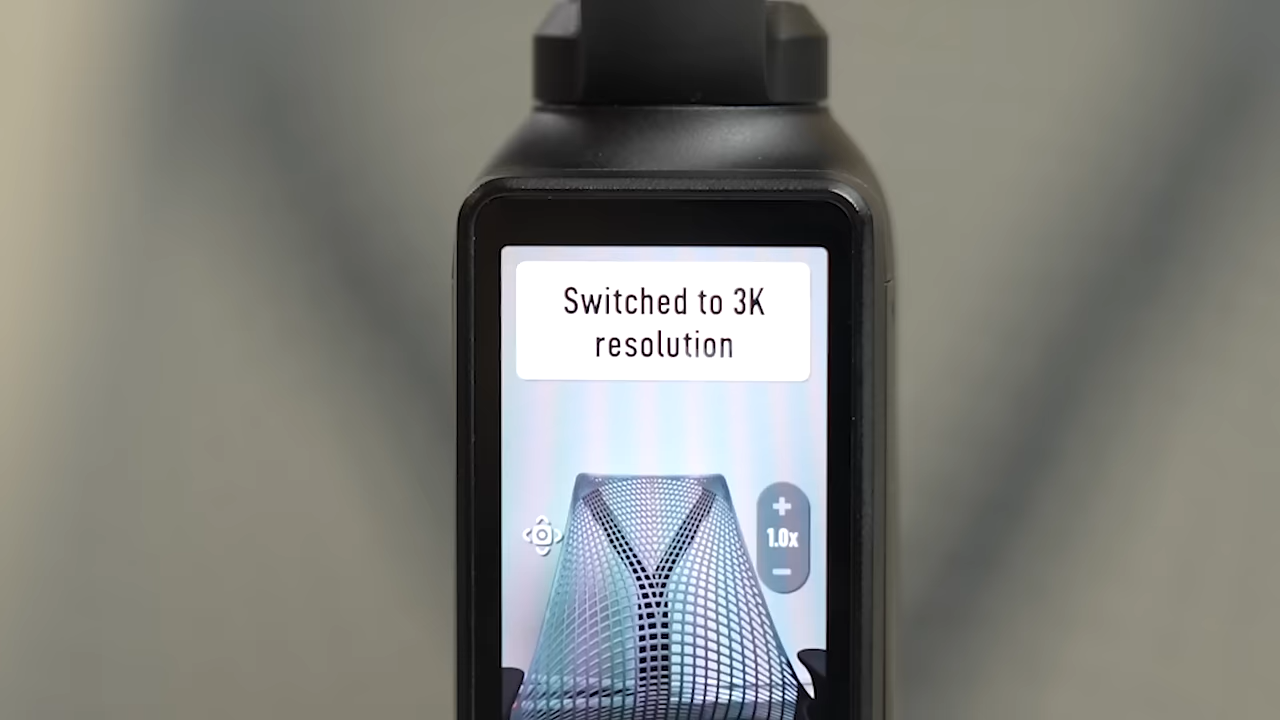 Switched to 3K
resolution
+
1.0x
−